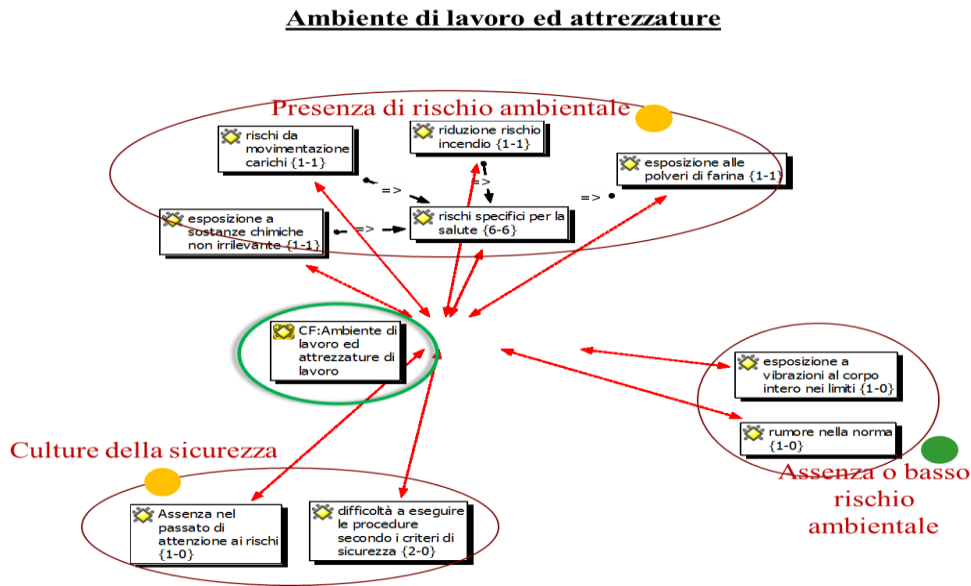 Ambiente di lavoro ed attrezzature
Presenza di rischio ambientale
rischi da
movimentazione
carichi {1-1}
riduzione rischio
incendio {1-1}
esposizione alle
polveri di farina {1-1}
=>
=>
=>
esposizione a
sostanze chimiche
non irrilevante {1-1}
=>
rischi specifici per la
salute {6-6}
CF:Ambiente di
lavoro ed
attrezzature di
lavoro
esposizione a
vibrazioni al corpo
intero nei limiti {1-0}
rumore nella norma
{1-0}
Assenza o basso
rischio
ambientale
Culture della sicurezza
Assenza nel
passato di
attenzione ai rischi
{1-0}
difficoltà a eseguire
le procedure
secondo i criteri di
sicurezza {2-0}